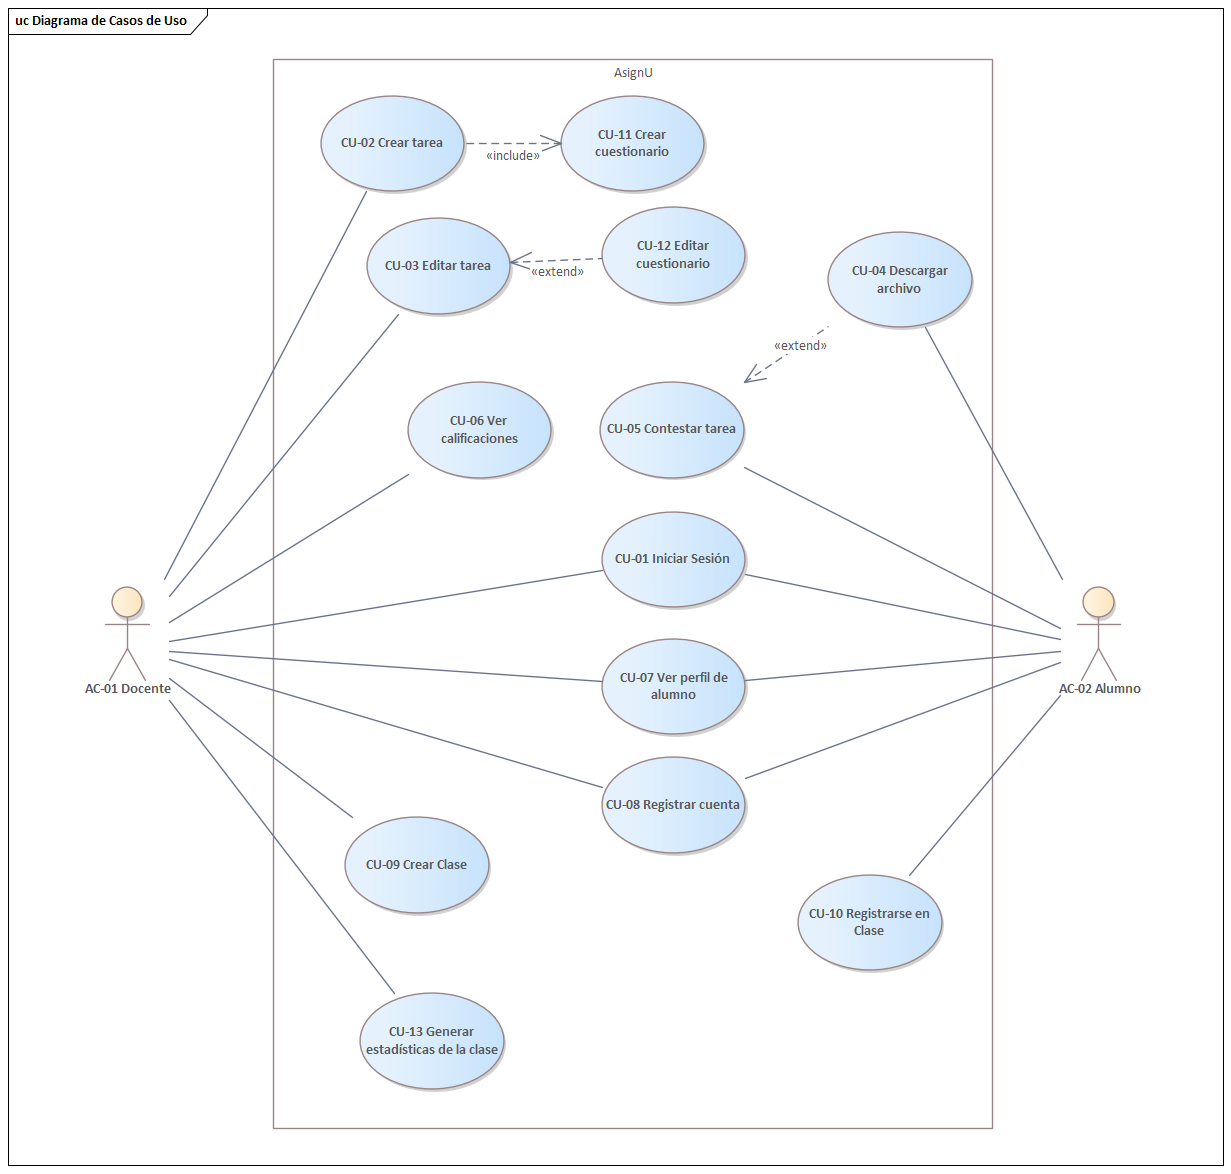 uc Diagrama de Casos de Uso
AsignU
CU-02 Crear tarea
«include»
CU-11 Crear
cuestionario
CU-03 Editar tarea
«extend»
CU-12 Editar
cuestionario
CU-04 Descargar
archivo
«extend»
CU-06 Ver
calificaciones
CU-05 Contestar tarea
CU-01 Iniciar Sesión
AC-01 Docente
CU-07 Ver perfil de
alumno
AC-02 Alumno
CU-08 Registrar cuenta
CU-09 Crear Clase
CU-10 Registrarse en
Clase
CU-13 Generar
estadísticas de la clase